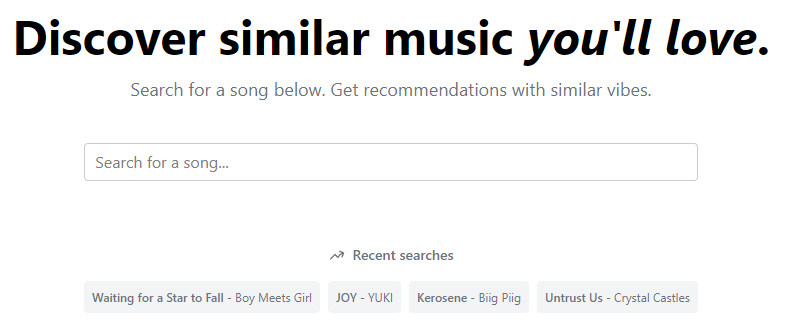 Discover similar music you'll love.
Search for a song below. Get recommendations with similar vibes.
Search for a song...
Recent searches
Waiting for a Star to Fall - Boy Meets Girl JOY - YUKI Kerosene - Biig Piig Untrust Us - Crystal Castles